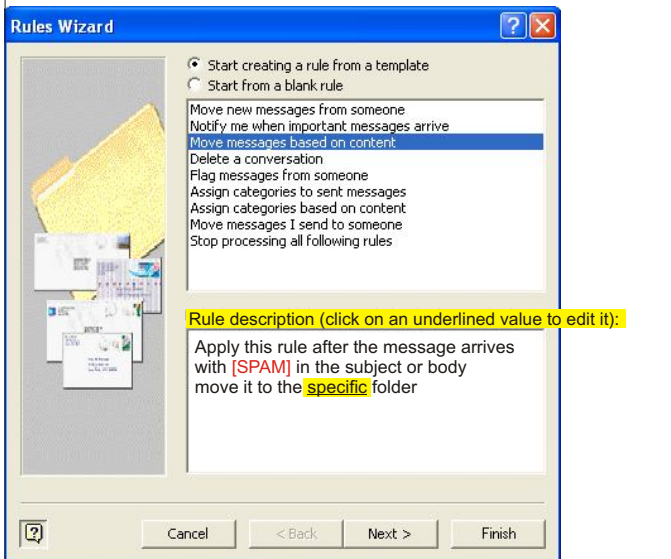 Rules Wizard
Start creating a rule from a template
Start from a blank rule
Move new messages from someone
Notify me when important messages arrive
Move messages based on content
Delete a conversation
Flag messages from someone
Assign categories to sent messages
Assign categories based on content
Move messages I send to someone
Stop processing all following rules
Rule description (click on an underlined value to edit it):
Apply this rule after the message arrives
with [SPAM] in the subject or body
move it to the specific folder
Cancel < Back Next > Finish